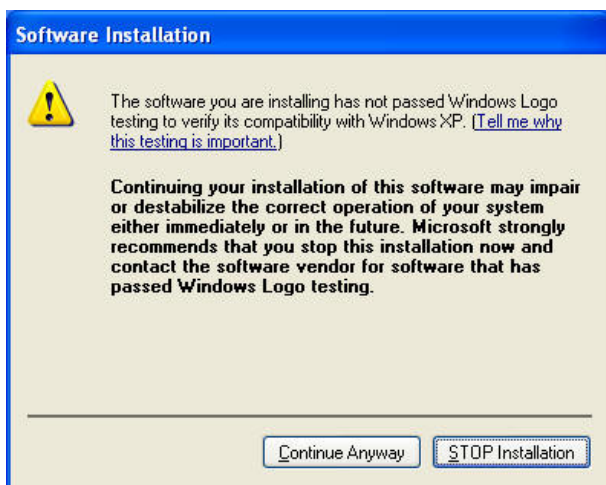 Software Installation
The software you are installing has not passed Windows Logo
testing to verify its compatibility with Windows XP. (Tell me why
this testing is important.)
Continuing your installation of this software may impair
or destabilize the correct operation of your system
either immediately or in the future. Microsoft strongly
recommends that you stop this installation now and
contact the software vendor for software that has
passed Windows Logo testing.
Continue Anyway
STOP Installation